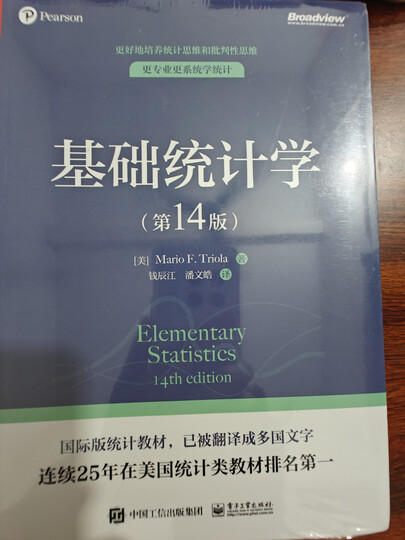 Pearson
Broadview
www.broadview.com.cn
更好地培养统计思维和批判性思维
更专业更系统学统计
基础统计学
(第14版)
[美] Mario F. Triola 著
钱辰江 潘文皓 译
Elementary
Statistics
14th edition
国际版统计教材，已被翻译成多国文字
连续25年在美国统计类教材排名第一
中国工信出版集团
电子工业出版社